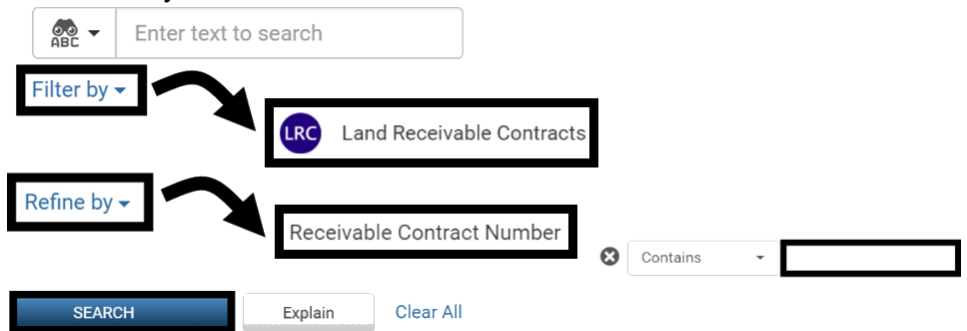 ABC Enter text to search
Filter by
LRC Land Receivable Contracts
Refine by
Receivable Contract Number
Contains
SEARCH Explain Clear All